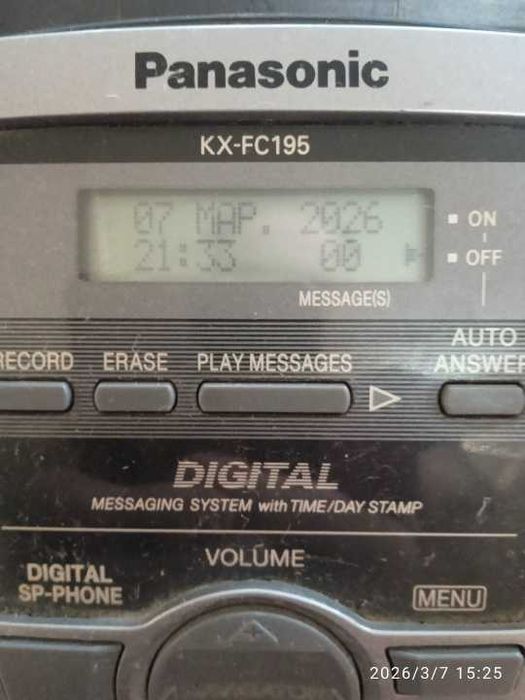 Panasonic
KX-FC195
07 МАР. 2026
ON
21:33 00
OFF
MESSAGE(S)
RECORD ERASE PLAY MESSAGES
AUTO
ANSWER
DIGITAL
MESSAGING SYSTEM with TIME/DAY STAMP
VOLUME
DIGITAL
SP-PHONE
MENU
+
2026/3/7 15:25